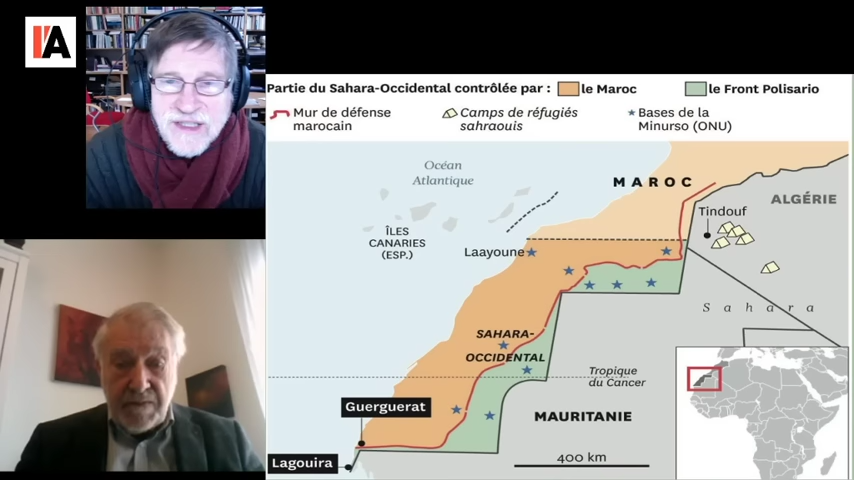 I'A
Partie du Sahara-Occidental contrôlée par :
le Maroc
le Front Polisario
Mur de défense
marocain
Camps de réfugiés
sahraouis
Bases de la
Minurso (ONU)
Océan
Atlantique
MAROC
ALGÉRIE
Tindouf
ÎLES
CANARIES
(ESP.)
Laayoune
Sahara
SAHARA-
OCCIDENTAL
Tropique
du Cancer
Guerguerat
MAURITANIE
400 km
Lagouira